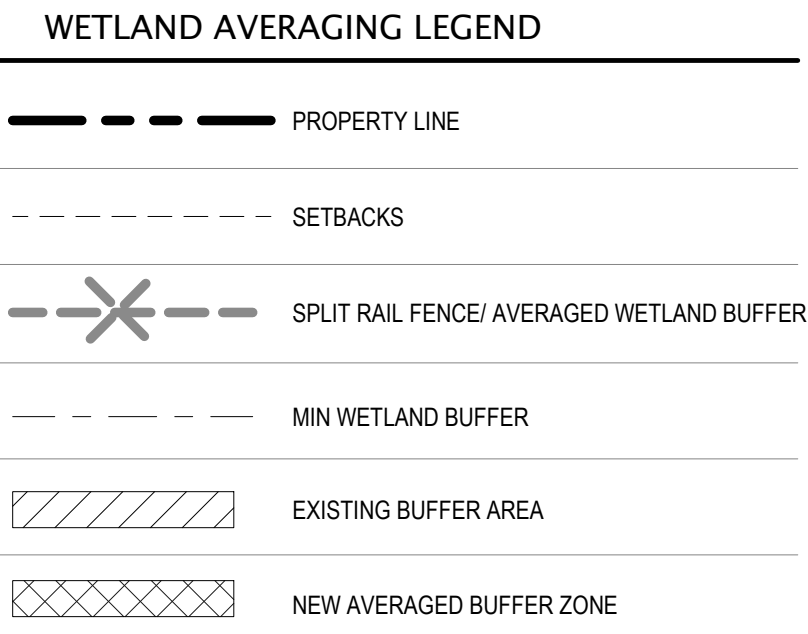 WETLAND AVERAGING LEGEND
PROPERTY LINE
SETBACKS
SPLIT RAIL FENCE/ AVERAGED WETLAND BUFFER
MIN WETLAND BUFFER
EXISTING BUFFER AREA
NEW AVERAGED BUFFER ZONE